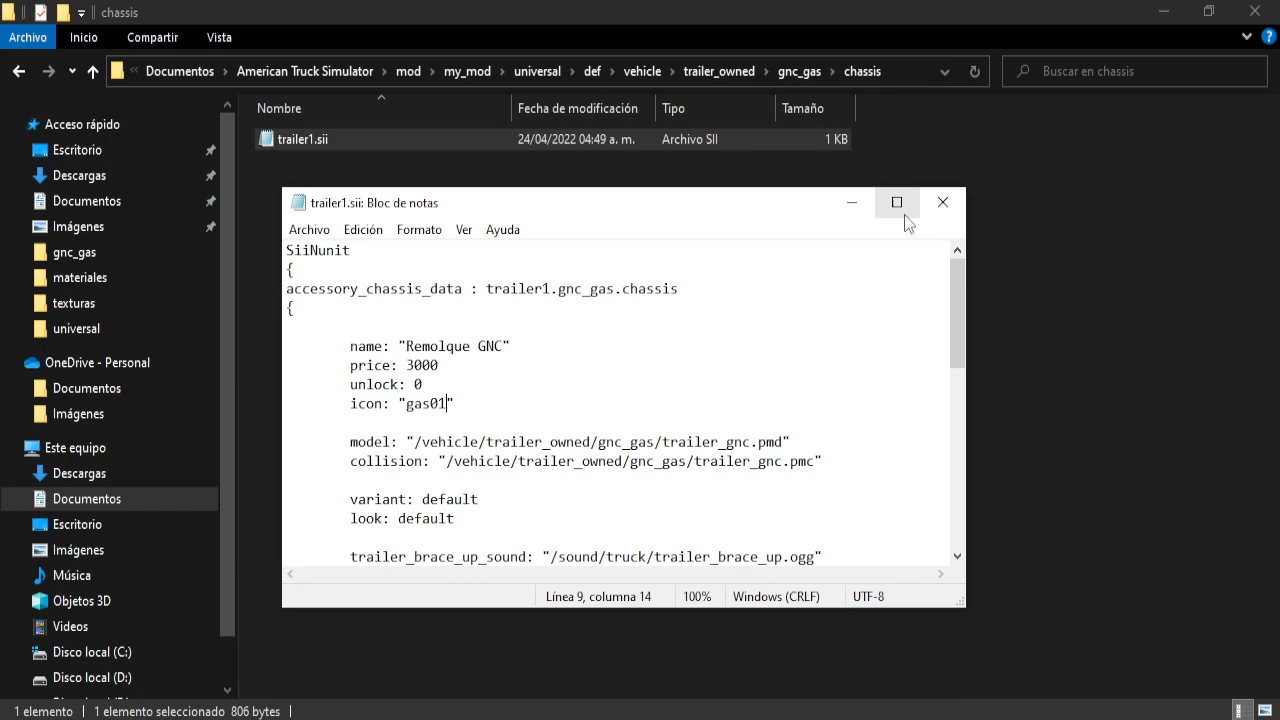 chassis
Archivo Inicio Compartir Vista
Documentos American Truck Simulator mod my_mod universal def vehicle trailer_owned gnc_gas chassis
Buscar en chassis
Nombre Fecha de modificación Tipo Tamaño
trailer1.sii 24/04/2022 04:49 a. m. Archivo SII 1 KB
Acceso rápido
Escritorio
Descargas
Documentos
Imágenes
gnc_gas
materiales
texturas
universal
OneDrive - Personal
Documentos
Imágenes
Este equipo
Descargas
Documentos
Escritorio
Imágenes
Música
Objetos 3D
Videos
Disco local (C:)
Disco local (D:)
trailer1.sii: Bloc de notas
Archivo Edición Formato Ver Ayuda
SiiNunit
{
accessory_chassis_data : trailer1.gnc_gas.chassis
{
name: "Remolque GNC"
price: 3000
unlock: 0
icon: "gas01"
model: "/vehicle/trailer_owned/gnc_gas/trailer_gnc.pmd"
collision: "/vehicle/trailer_owned/gnc_gas/trailer_gnc.pmc"
variant: default
look: default
trailer_brace_up_sound: "/sound/truck/trailer_brace_up.ogg"
Línea 9, columna 14 100% Windows (CRLF) UTF-8
1 elemento 1 elemento seleccionado 806 bytes